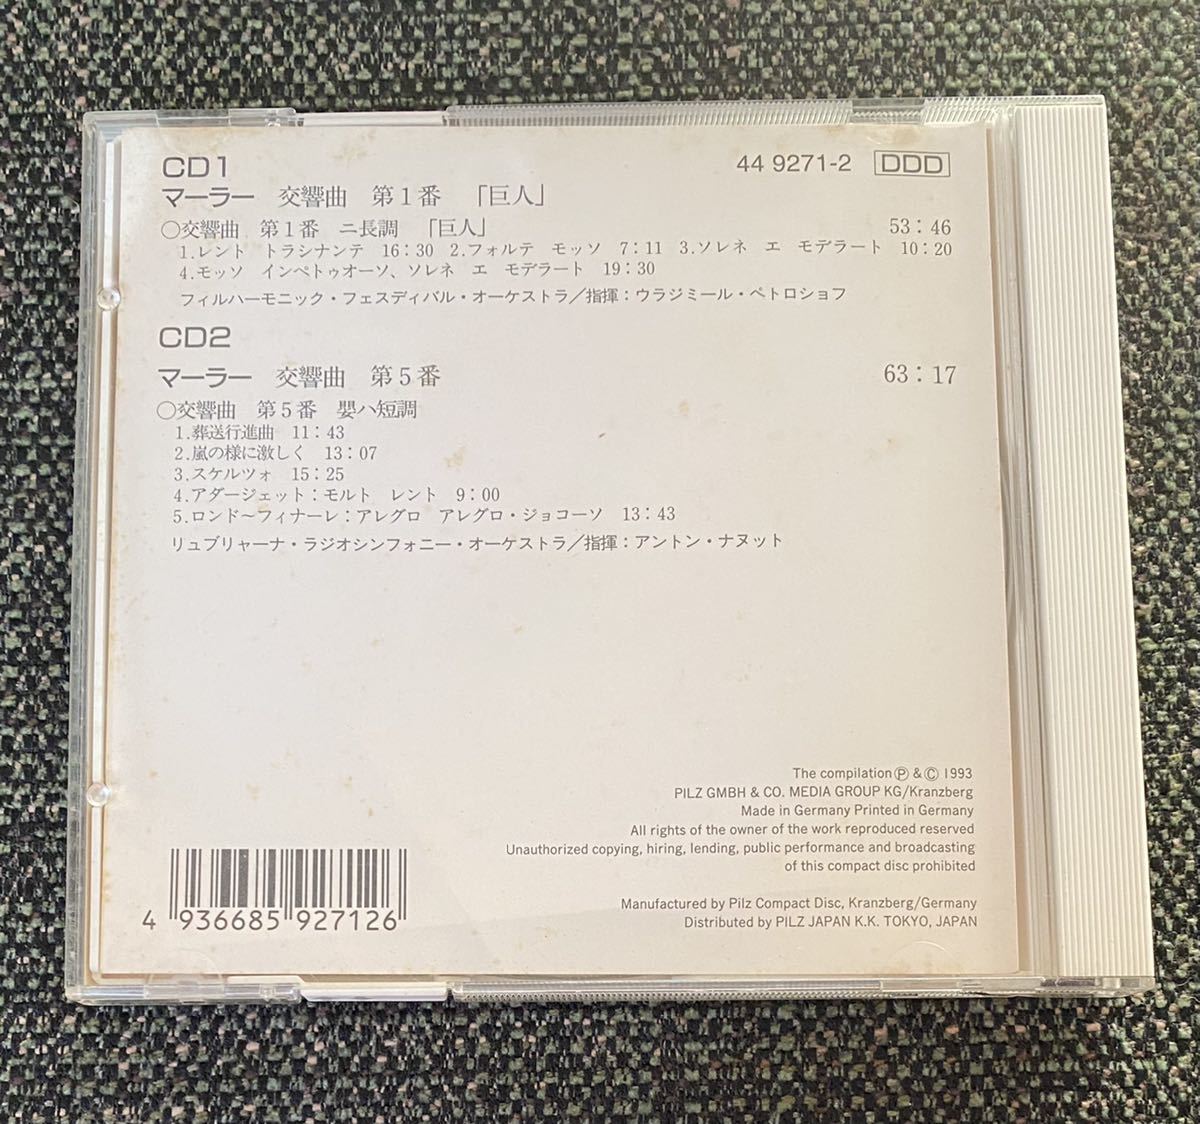 CD1 44 9271-2 DDD
マーラー 交響曲 第1番 「巨人」
○交響曲 第1番 ニ長調 「巨人」 53:46
1.レント トラシナンテ 16:30 2.フォルテ モッソ 7:11 3.ソレネ エ モデラート 10:20
4.モッソ インペトゥオーソ、ソレネ エ モデラート 19:30
フィルハーモニック・フェスディバル・オーケストラ/指揮:ウラジミール・ペトロショフ
CD2
マーラー 交響曲 第5番 63:17
○交響曲 第5番 嬰ハ短調
1.葬送行進曲 11:43
2.嵐の様に激しく 13:07
3.スケルツォ 15:25
4.アダージェット:モルト レント 9:00
5.ロンド〜フィナーレ:アレグロ アレグロ・ジョコーソ 13:43
リュブリャーナ・ラジオシンフォニー・オーケストラ/指揮:アントン・ナヌット
The compilation Ⓟ & Ⓒ 1993
PILZ GMBH & CO. MEDIA GROUP KG/Kranzberg
Made in Germany Printed in Germany
All rights of the owner of the work reproduced reserved
Unauthorized copying, hiring, lending, public performance and broadcasting
of this compact disc prohibited
Manufactured by Pilz Compact Disc, Kranzberg/Germany
Distributed by PILZ JAPAN K.K. TOKYO, JAPAN
4 936685 927126